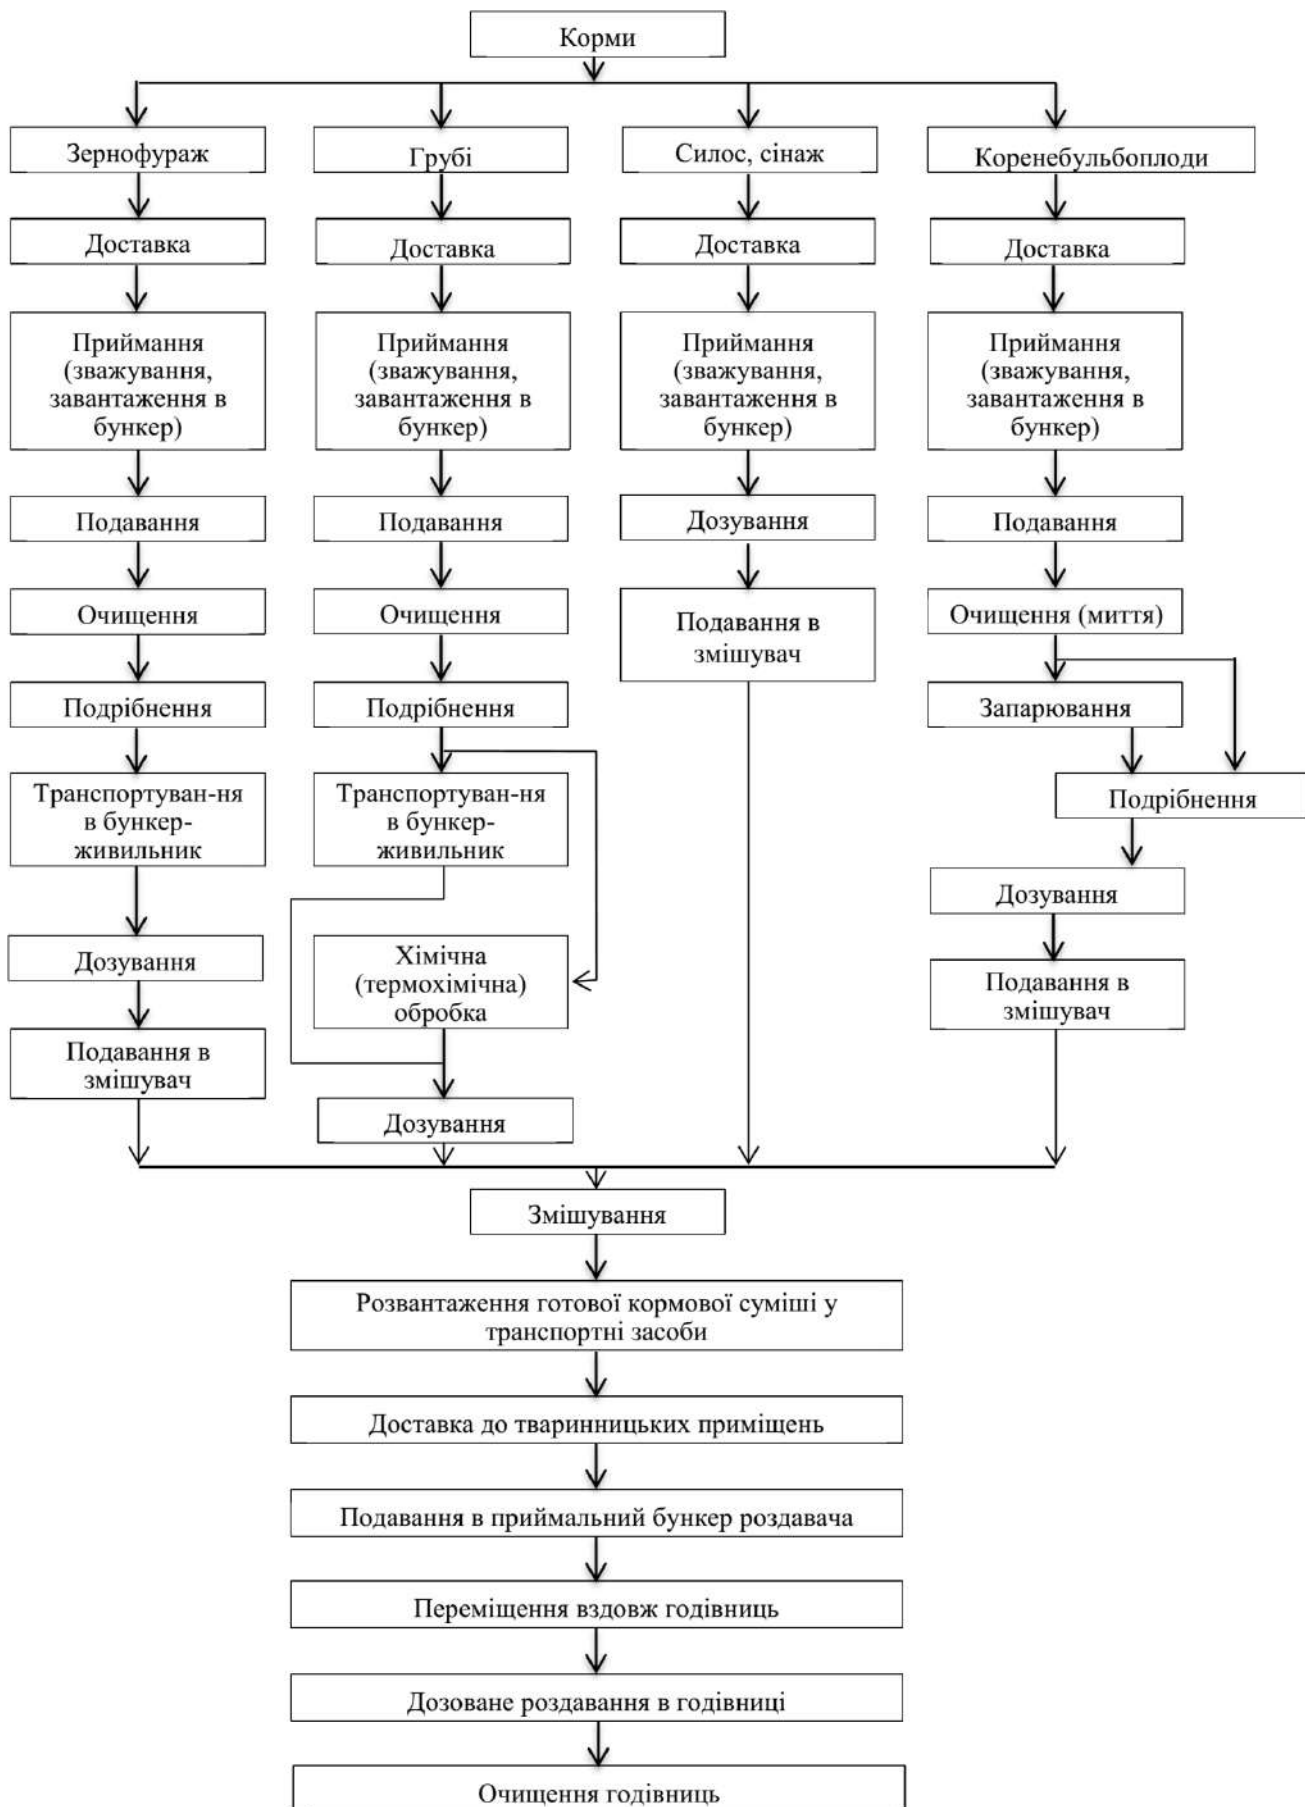 Корми
Зернофураж
Грубі
Силос, сінаж
Коренебульбоплоди
Доставка
Доставка
Доставка
Доставка
Приймання
(зважування,
завантаження в
бункер)
Приймання
(зважування,
завантаження в
бункер)
Приймання
(зважування,
завантаження в
бункер)
Приймання
(зважування,
завантаження в
бункер)
Подавання
Подавання
Дозування
Подавання
Очищення
Очищення
Подавання в
змішувач
Очищення (миття)
Подрібнення
Подрібнення
Запарювання
Транспортуван-ня
в бункер-
живильник
Транспортуван-ня
в бункер-
живильник
Подрібнення
Дозування
Дозування
Хімічна
(термохімічна)
обробка
Подавання в
змішувач
Подавання в
змішувач
Дозування
Змішування
Розвантаження готової кормової суміші у
транспортні засоби
Доставка до тваринницьких приміщень
Подавання в приймальний бункер роздавача
Переміщення вздовж годівниць
Дозоване роздавання в годівниці
Очищення годівниць